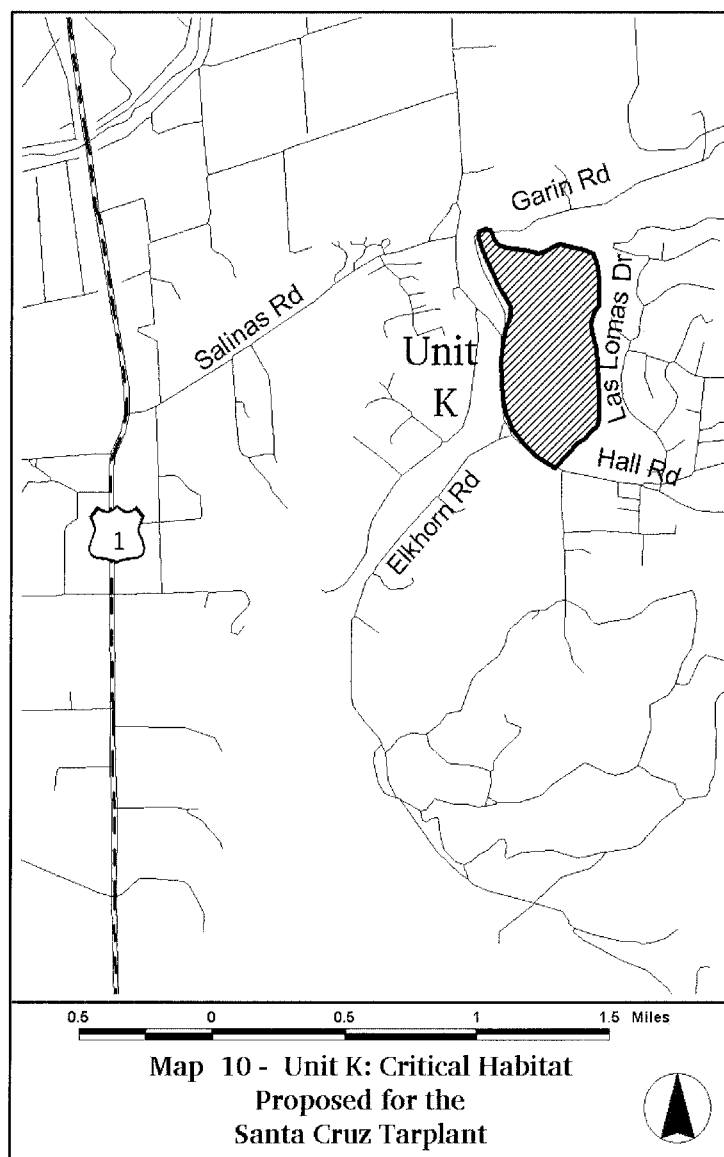 Garin Rd
Las Lomas Dr
Salinas Rd
Unit
K
Hall Rd
Elkhorn Rd
1
0.5 0 0.5 1 1.5 Miles
Map 10 - Unit K: Critical Habitat
Proposed for the
Santa Cruz Tarplant